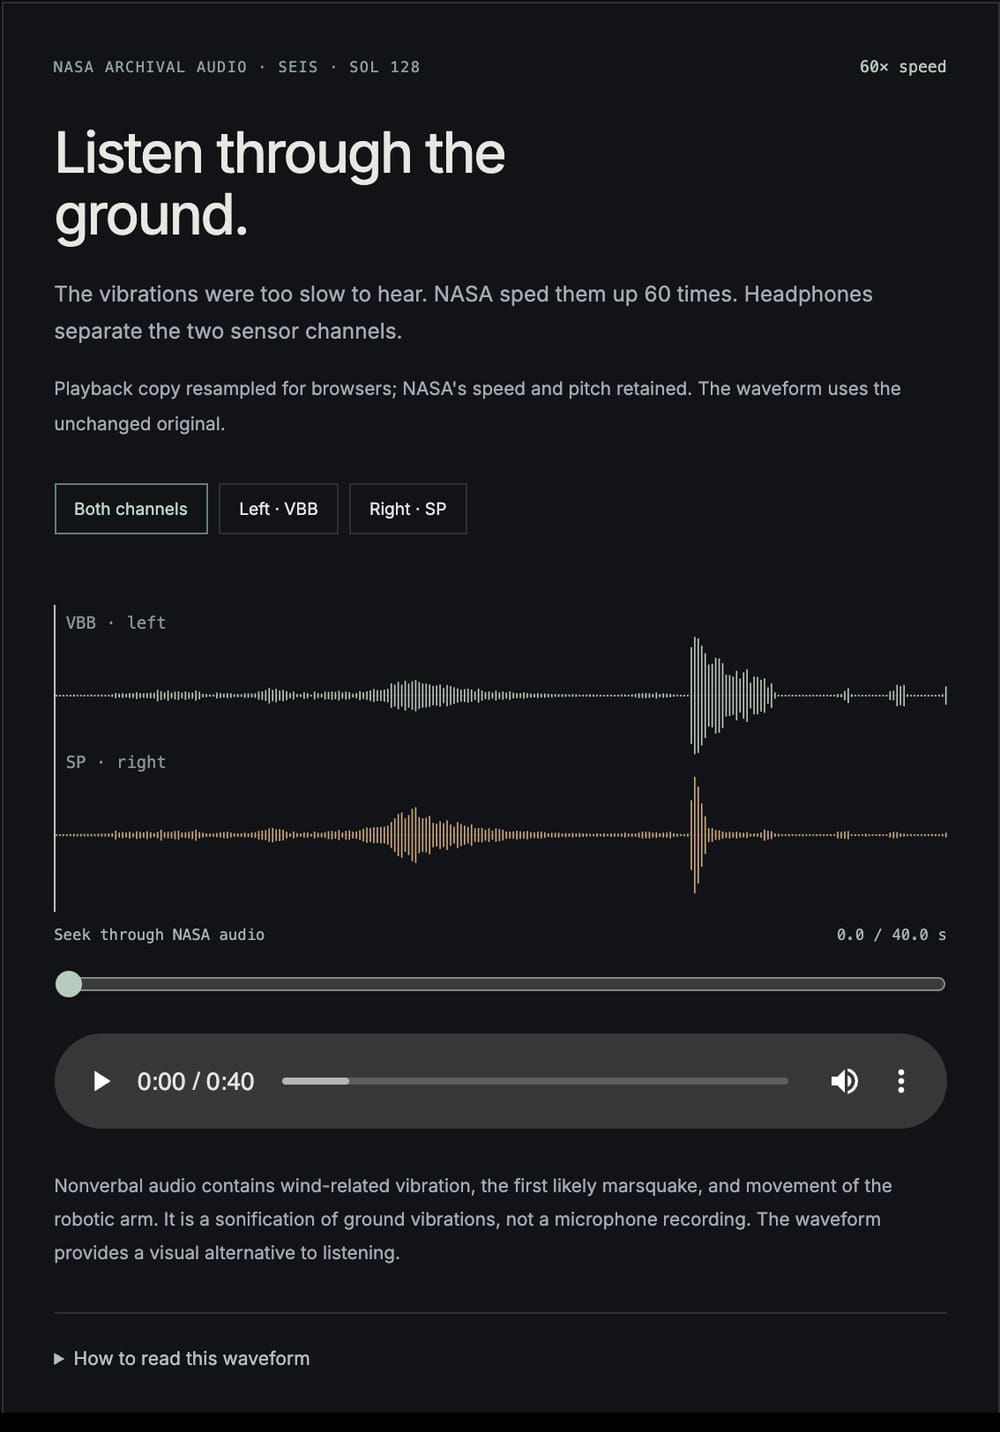 NASA ARCHIVAL AUDIO · SEIS · SOL 128
60× speed
Listen through the
ground.
The vibrations were too slow to hear. NASA sped them up 60 times. Headphones
separate the two sensor channels.
Playback copy resampled for browsers; NASA's speed and pitch retained. The waveform uses the
unchanged original.
Both channels
Left · VBB
Right · SP
VBB · left
SP · right
Seek through NASA audio
0.0 / 40.0 s
0:00 / 0:40
Nonverbal audio contains wind-related vibration, the first likely marsquake, and movement of the
robotic arm. It is a sonification of ground vibrations, not a microphone recording. The waveform
provides a visual alternative to listening.
How to read this waveform